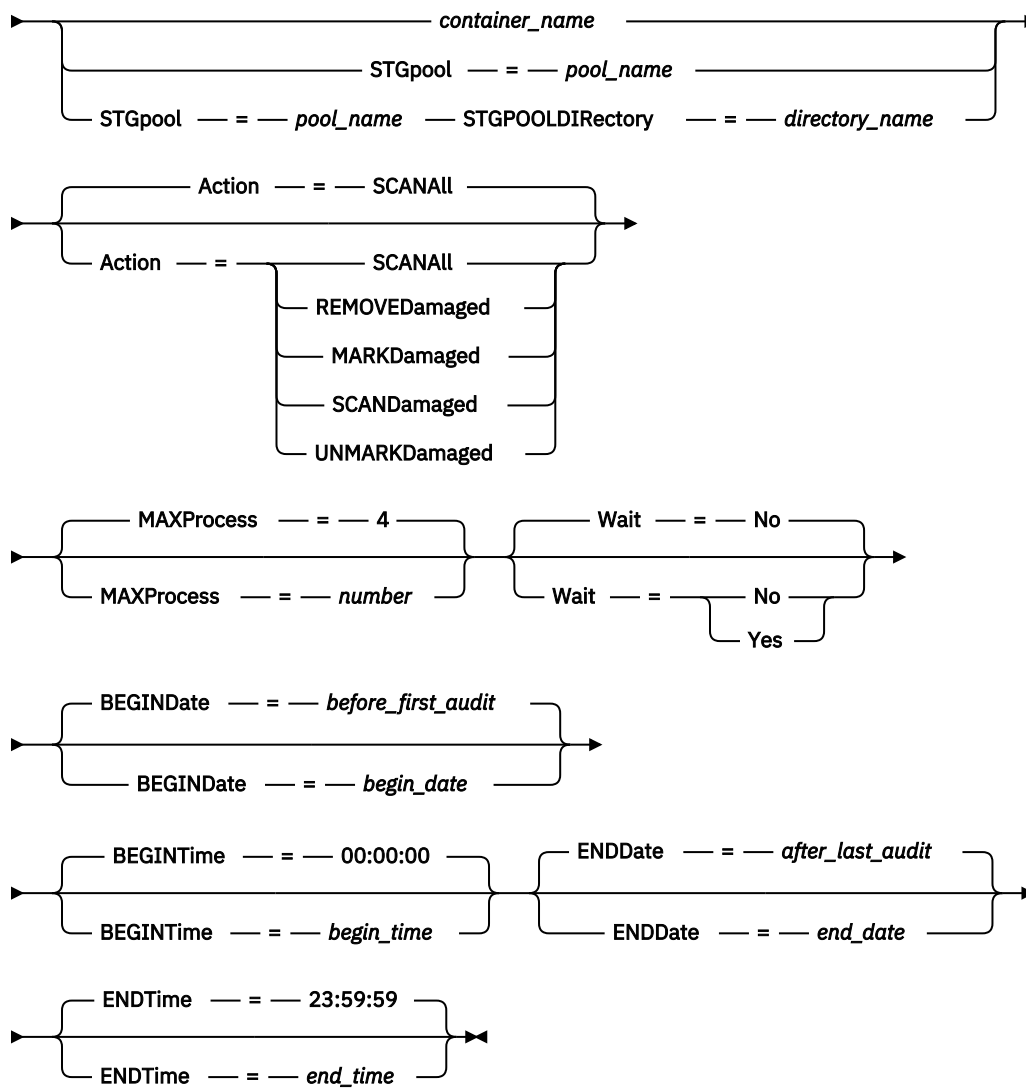 container_name
STGpool = pool_name
STGpool = pool_name STGPOOLDIRectory = directory_name
Action = SCANAll
Action = SCANAll
REMOVEDamaged
MARKDamaged
SCANDamaged
UNMARKDamaged
MAXProcess = 4 Wait = No
MAXProcess = number Wait = No
Yes
BEGINDate = before_first_audit
BEGINDate = begin_date
BEGINTime = 00:00:00 ENDDate = after_last_audit
BEGINTime = begin_time ENDDate = end_date
ENDTime = 23:59:59
ENDTime = end_time